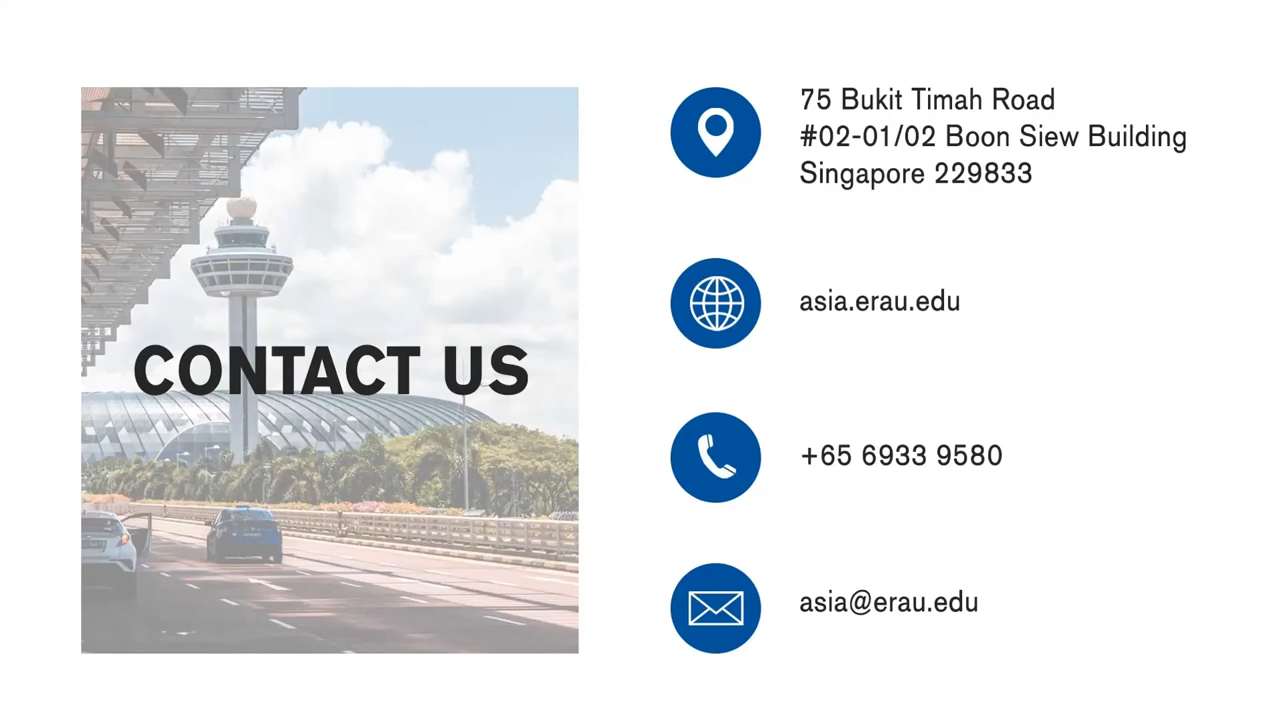 CONTACT US
75 Bukit Timah Road
#02-01/02 Boon Siew Building
Singapore 229833
asia.erau.edu
+65 6933 9580
asia@erau.edu